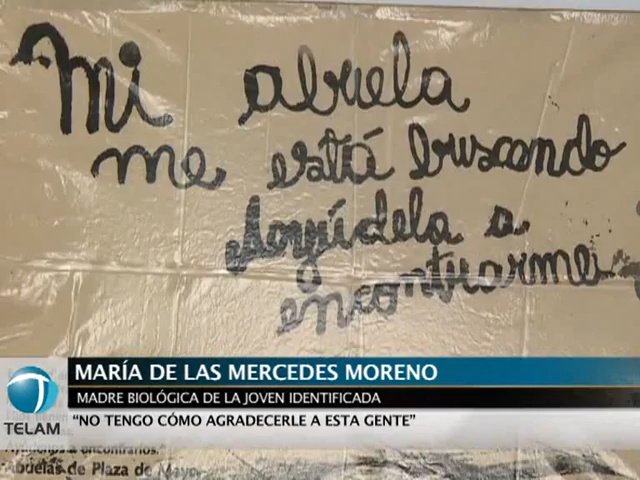 Mi abuela
me está buscando
Ayúdela a
encontrarme
MARÍA DE LAS MERCEDES MORENO
MADRE BIOLÓGICA DE LA JOVEN IDENTIFICADA
"NO TENGO CÓMO AGRADECERLE A ESTA GENTE"
TELAM
Ayúdenos a encontrarlos."
Abuelas de Plaza de Mayo